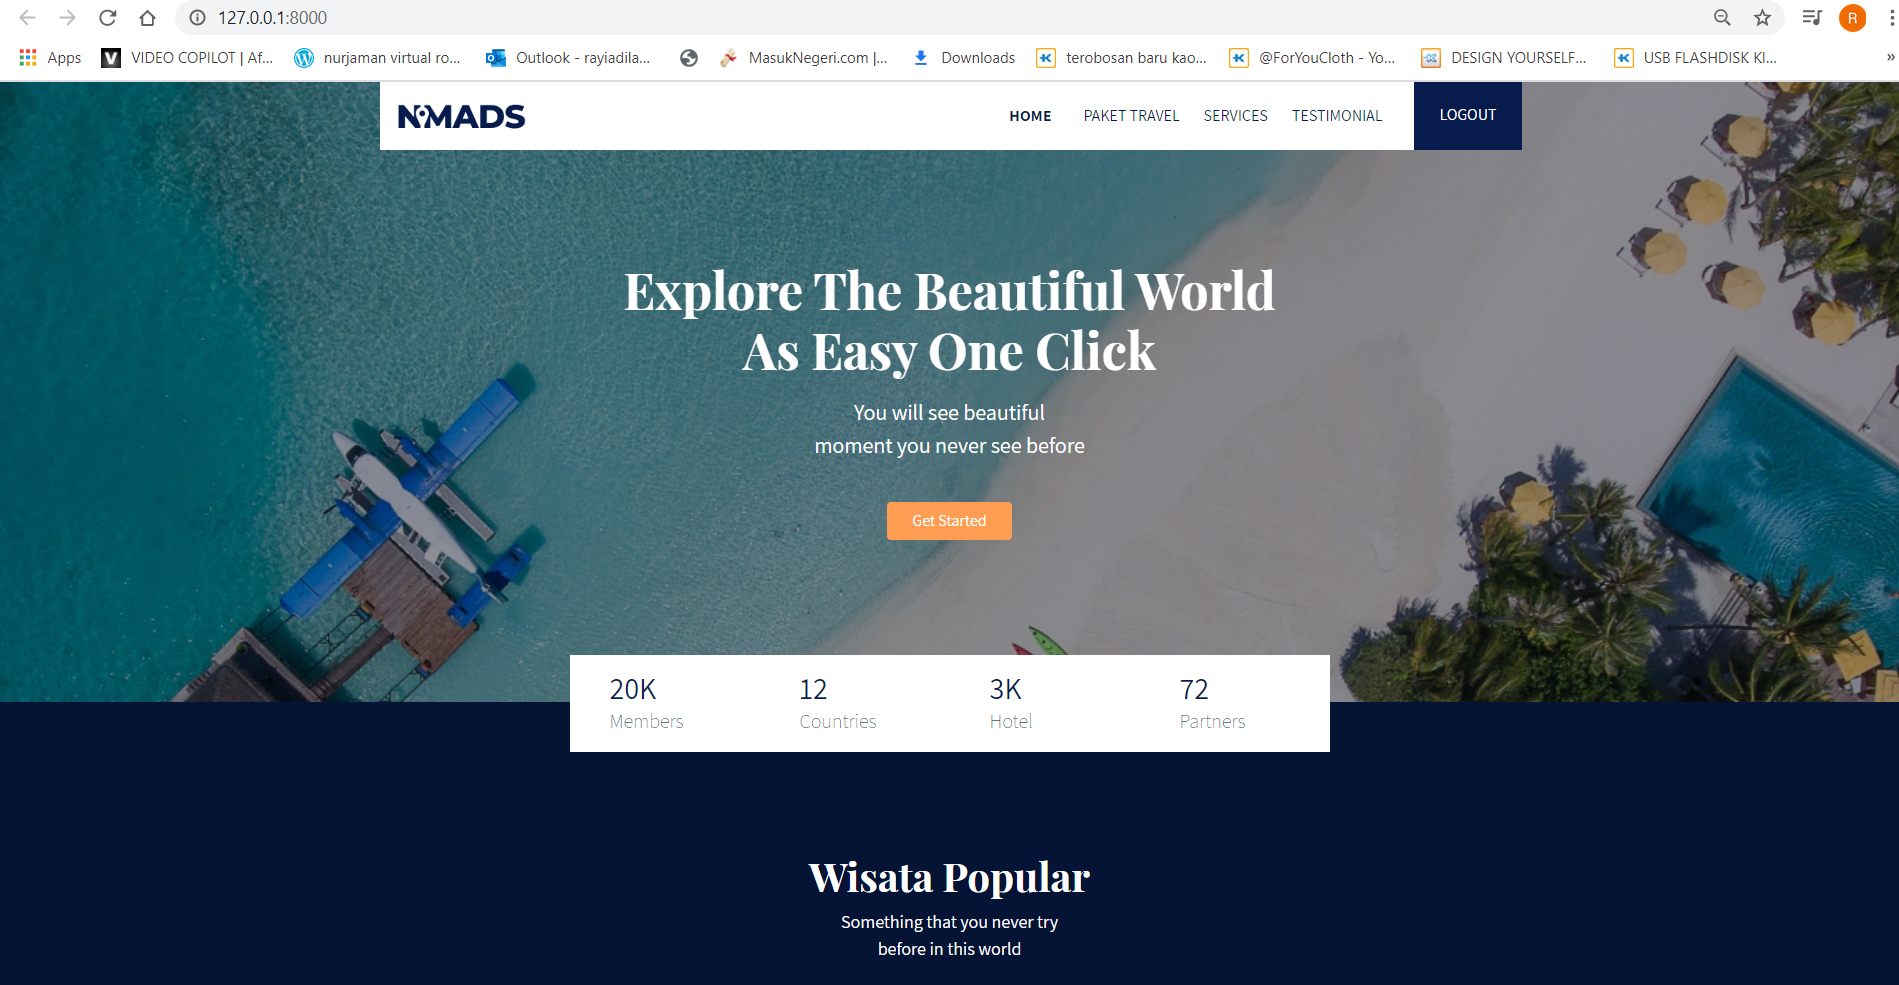 127.0.0.1:8000
R
Apps
VIDEO COPILOT | Af...
nurjaman virtual ro...
Outlook - rayiadila...
MasukNegeri.com |...
Downloads
terobosan baru kao...
@ForYouCloth - Yo...
DESIGN YOURSELF...
USB FLASHDISK KI...
»
NOMADS
HOME
PAKET TRAVEL
SERVICES
TESTIMONIAL
LOGOUT
Explore The Beautiful World
As Easy One Click
You will see beautiful
moment you never see before
Get Started
20K
Members
12
Countries
3K
Hotel
72
Partners
Wisata Popular
Something that you never try
before in this world